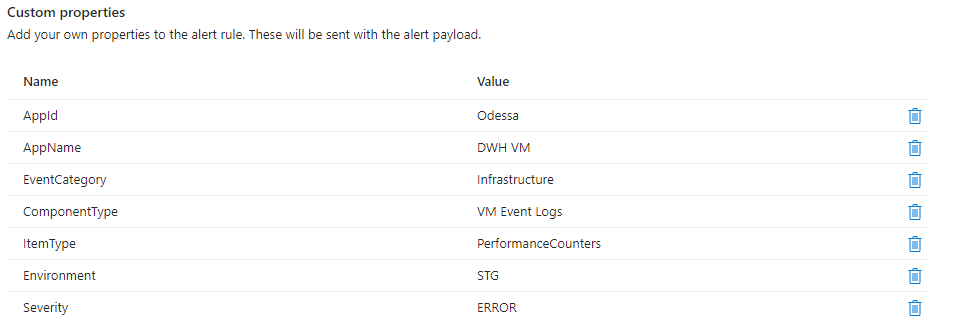 Custom properties
Add your own properties to the alert rule. These will be sent with the alert payload.
Name Value
AppId Odessa
AppName DWH VM
EventCategory Infrastructure
ComponentType VM Event Logs
ItemType PerformanceCounters
Environment STG
Severity ERROR